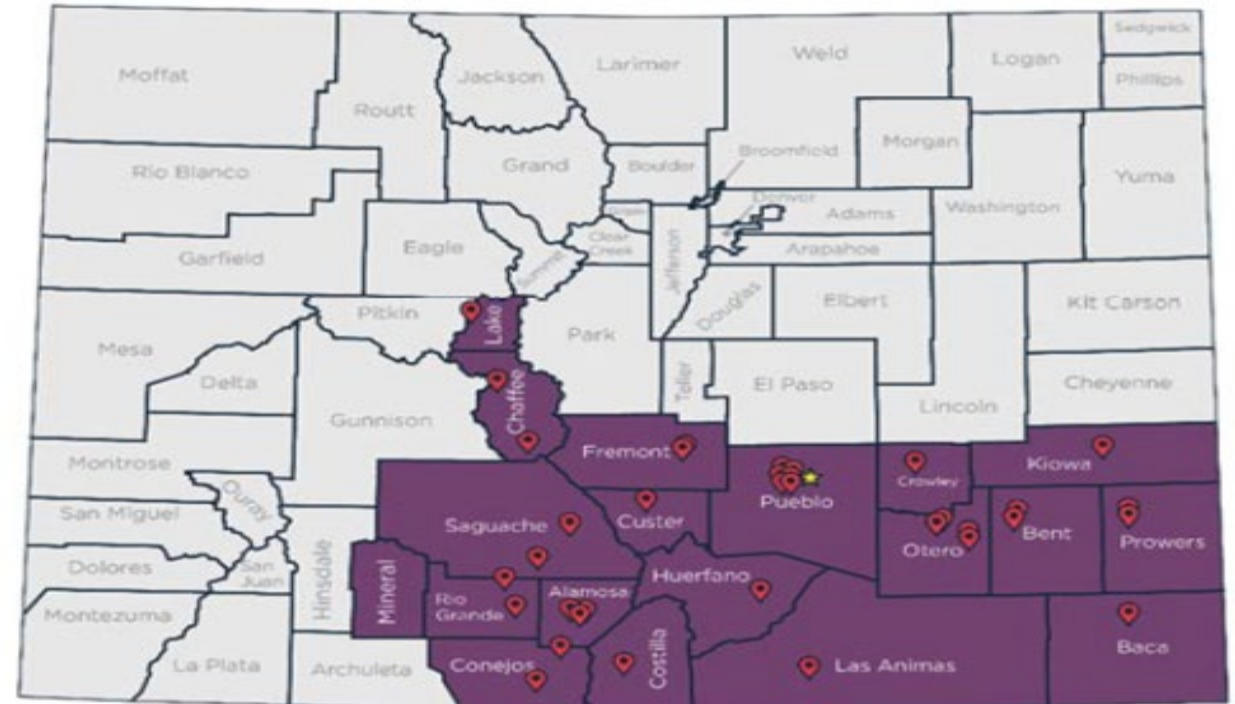 Moffat
Routt
Jackson
Larimer
Weld
Logan
Sedgwick
Phillips
Rio Blanco
Grand
Boulder
Broomfield
Morgan
Yuma
Garfield
Eagle
Summit
Clear
Creek
Jefferson
Denver
Adams
Arapahoe
Washington
Mesa
Pitkin
Lake
Park
Douglas
Elbert
Kit Carson
Delta
Gunnison
Chaffee
Teller
El Paso
Lincoln
Cheyenne
Montrose
Ouray
San Miguel
Saguache
Fremont
Custer
Pueblo
Crowley
Kiowa
Otero
Bent
Prowers
Dolores
San
Juan
Hinsdale
Mineral
Rio
Grande
Alamosa
Huerfano
Montezuma
La Plata
Archuleta
Conejos
Costilla
Las Animas
Baca